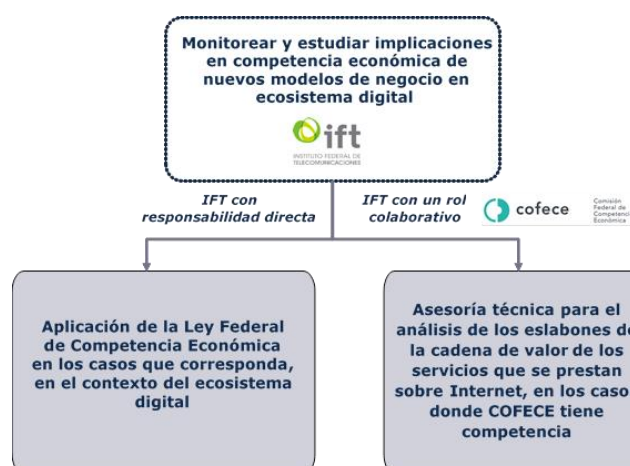 Monitorear y estudiar implicaciones
en competencia económica de
nuevos modelos de negocio en
ecosistema digital
ift
INSTITUTO FEDERAL DE
TELECOMUNICACIONES
IFT con
responsabilidad directa
IFT con un rol
colaborativo
cofece
Comisión
Federal de
Competencia
Económica
Aplicación de la Ley Federal
de Competencia Económica
en los casos que corresponda,
en el contexto del ecosistema
digital
Asesoría técnica para el
análisis de los eslabones de
la cadena de valor de los
servicios que se prestan
sobre Internet, en los caso
donde COFECE tiene
competencia